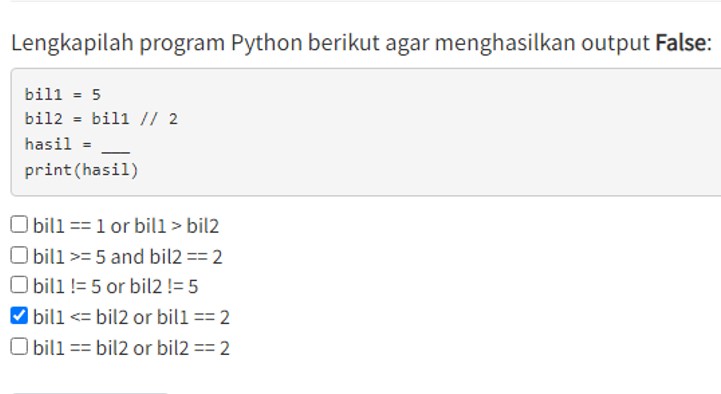 Lengkapilah program Python berikut agar menghasilkan output False:
bil1 = 5
bil2 = bil1 // 2
hasil = ___
print(hasil)
bil1 == 1 or bil1 > bil2
bil1 >= 5 and bil2 == 2
bil1 != 5 or bil2 != 5
bil1 <= bil2 or bil1 == 2
bil1 == bil2 or bil2 == 2